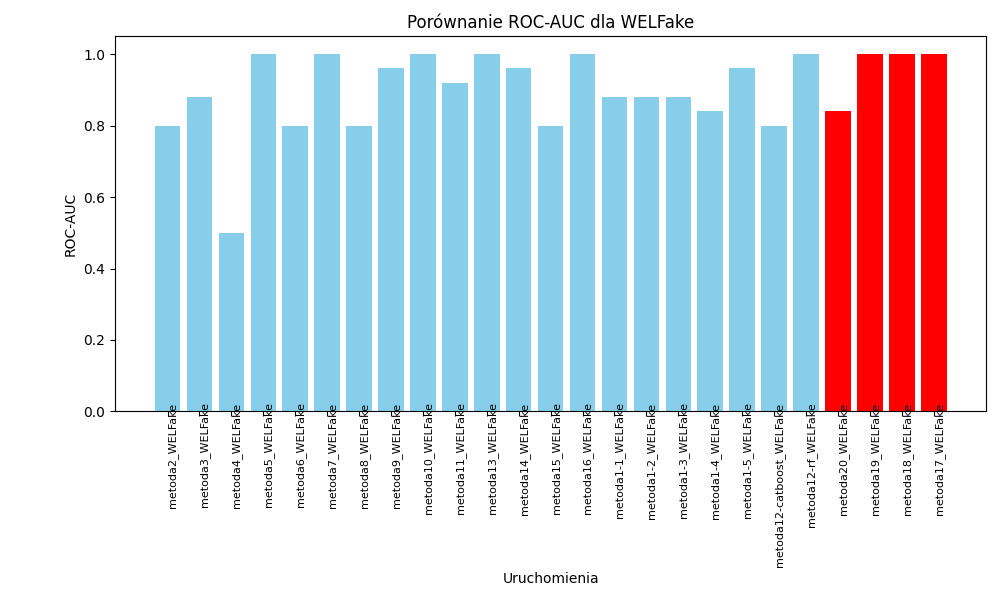 Porównanie ROC-AUC dla WELFake
ROC-AUC
1.0
0.8
0.6
0.4
0.2
0.0
metoda2_WELFake
metoda3_WELFake
metoda4_WELFake
metoda5_WELFake
metoda6_WELFake
metoda7_WELFake
metoda8_WELFake
metoda9_WELFake
metoda10_WELFake
metoda11_WELFake
metoda13_WELFake
metoda14_WELFake
metoda15_WELFake
metoda16_WELFake
metoda1-1_WELFake
metoda1-2_WELFake
metoda1-3_WELFake
metoda1-4_WELFake
metoda1-5_WELFake
metoda12-catboost_WELFake
metoda12-rf_WELFake
metoda20_WELFake
metoda19_WELFake
metoda18_WELFake
metoda17_WELFake
Uruchomienia